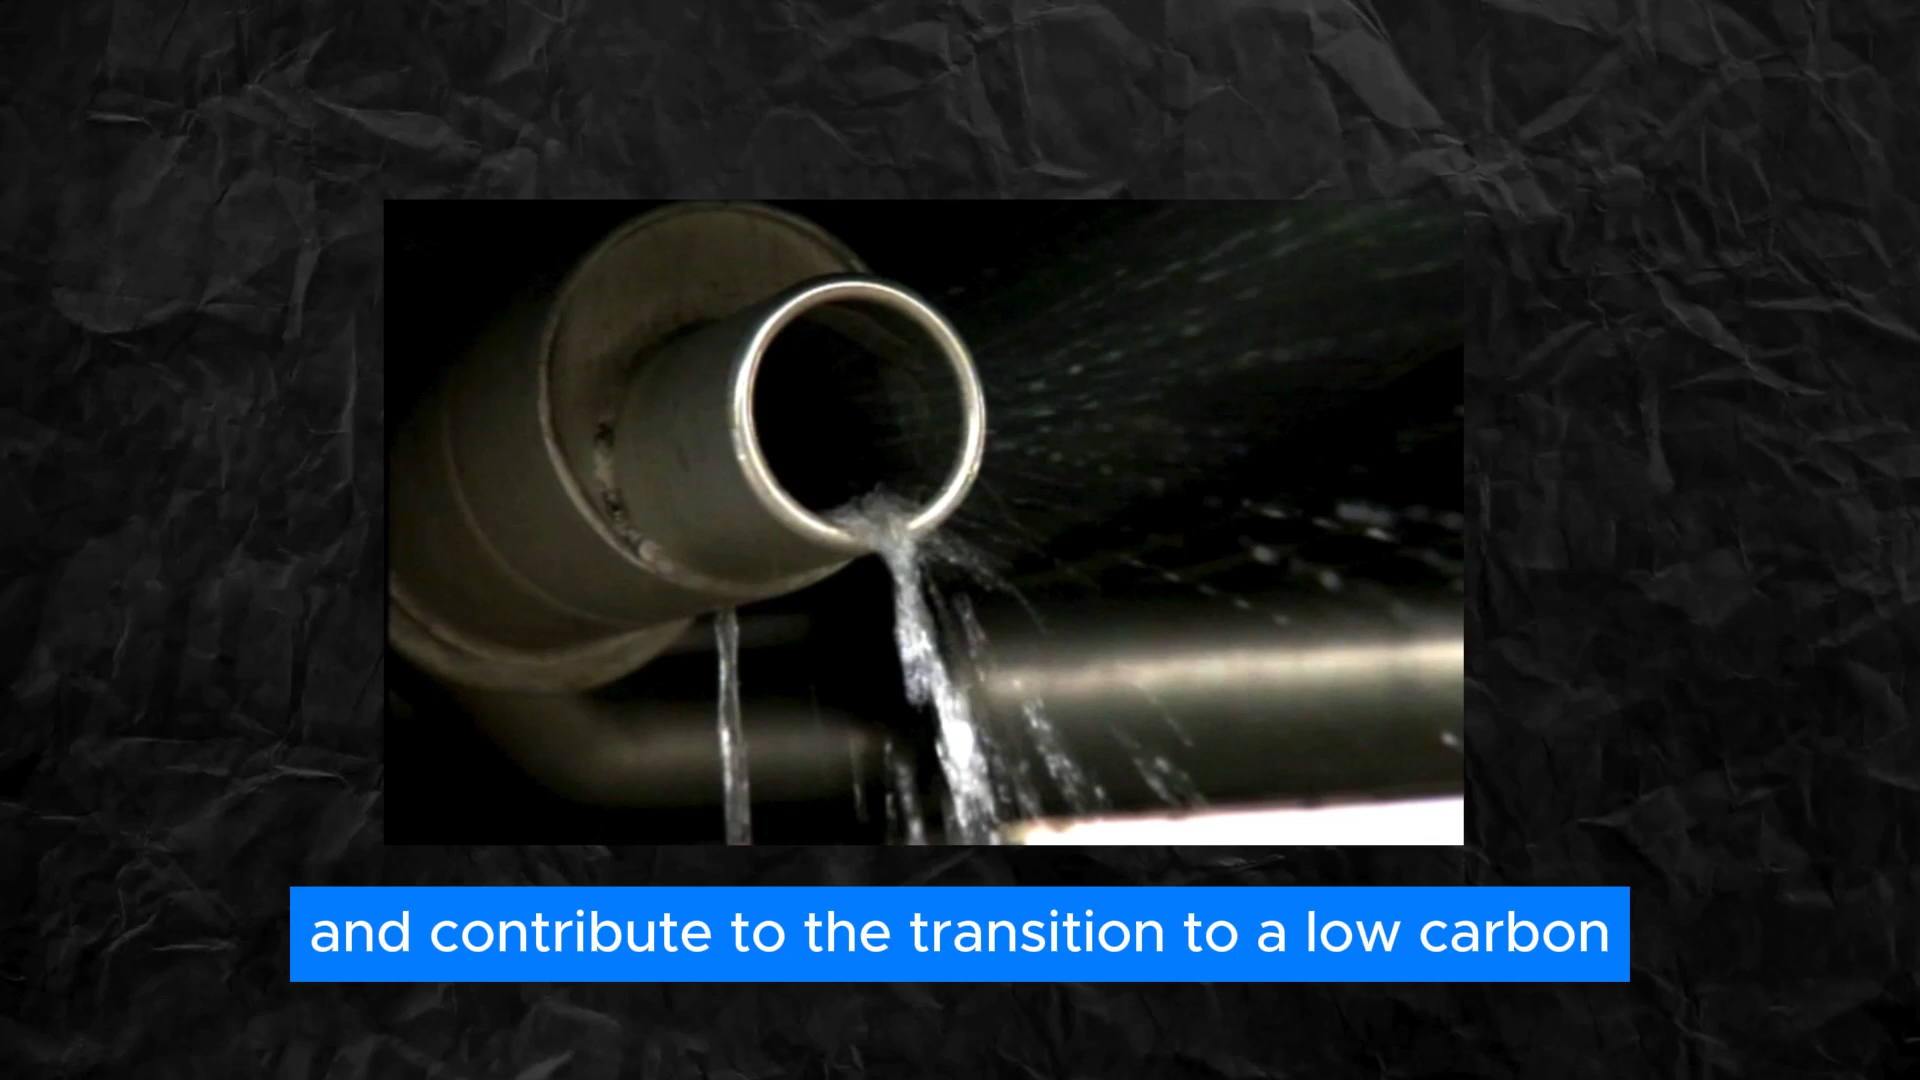 and contribute to the transition to a low carbon